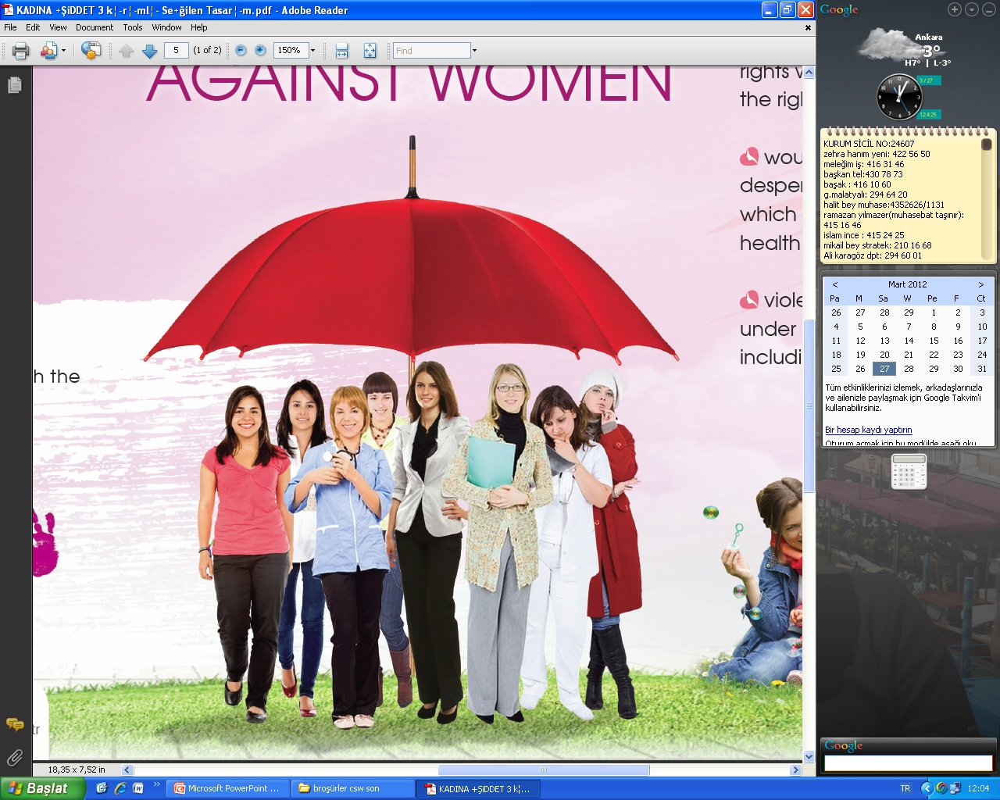 KADINA +ŞiDDET 3 k¦ -r¦ -ml¦ - Se÷ğilen Tasar ¦-m.pdf - Adobe Reader
File Edit View Document Tools Window Help
5 (1 of 2) 150% Find
AGAINST WOMEN
rights v
the righ
wou
desper
which
health
viole
under
includi
h the
tr
18,35 x 7,52 in
Google
Ankara
3°
H7° | L-3°
3 / 27
12:4:25
KURUM SİCİL NO:24607
zehra hanım yeni: 422 56 50
meleğim iş: 416 31 46
başkan tel:430 78 73
başak : 416 10 60
g.malatyalı: 294 64 20
halit bey muhase:4352626/1131
ramazan yılmazer(muhasebat taşınır):
415 16 46
islam ince : 415 24 25
mikail bey stratek: 210 16 68
Ali karagöz dpt: 294 60 01
< Mart 2012 >
Pa M Sa W Pe F Ct
26 27 28 29 1 2 3
4 5 6 7 8 9 10
11 12 13 14 15 16 17
18 19 20 21 22 23 24
25 26 27 28 29 30 31
Tüm etkinliklerinizi izlemek, arkadaşlarınızla
ve ailenizle paylaşmak için Google Takvim'i
kullanabilirsiniz.
Bir hesap kaydı yaptırın
Oturum açmak için bu modülde aşağı oku
Google
Başlat Microsoft PowerPoint ... broşürler csw son KADINA +ŞiDDET 3 k¦... TR 12:04